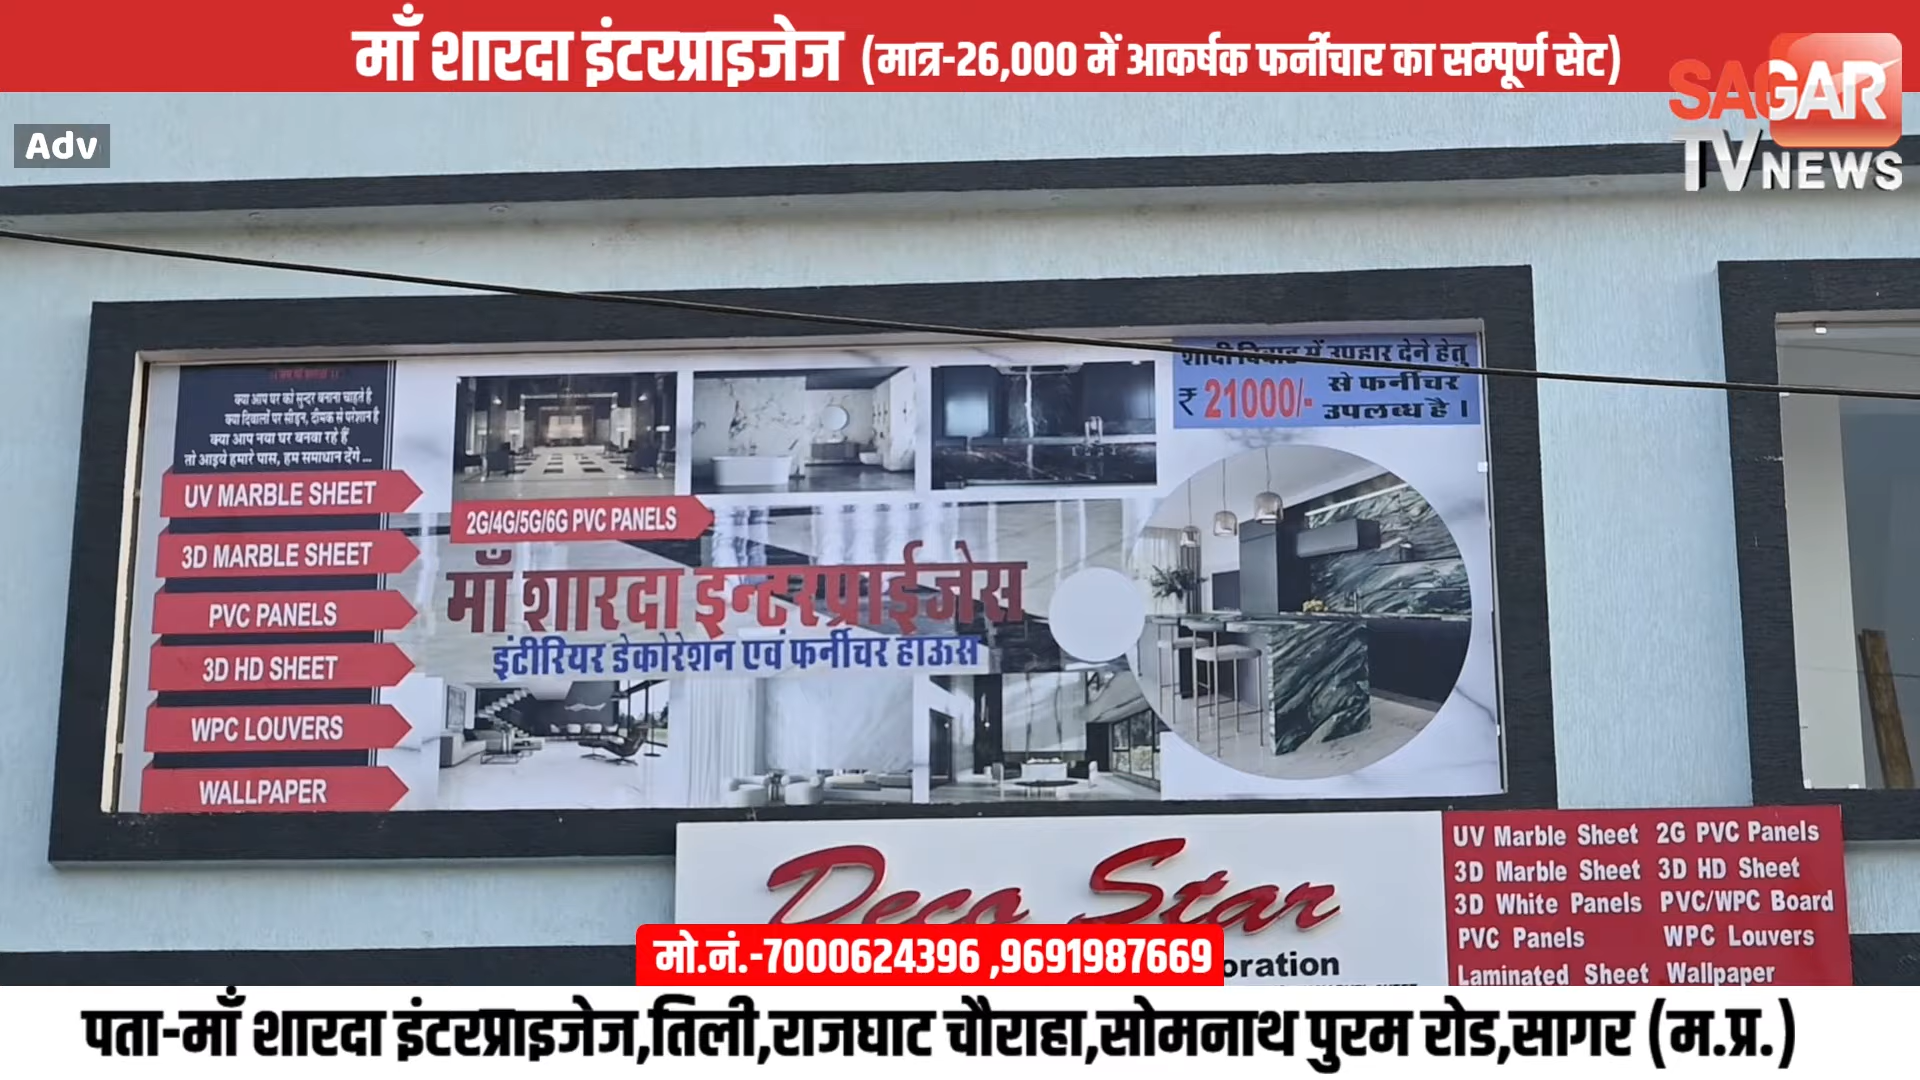 माँ शारदा इंटरप्राइजेज (मात्र-26,000 में आकर्षक फर्नीचार का सम्पूर्ण सेट)
SAGAR
TV NEWS
Adv
क्या आप घर को सुन्दर बनाना चाहते है
क्या दिवालों पर सीड़न, दीमक से परेशान है
क्या आप नया घर बनवा रहे हैं
तो आइये हमारे पास, हम समाधान देंगे ...
UV MARBLE SHEET
3D MARBLE SHEET
PVC PANELS
3D HD SHEET
WPC LOUVERS
WALLPAPER
2G/4G/5G/6G PVC PANELS
माँ शारदा इन्टरप्राईजेस
इंटीरियर डेकोरेशन एवं फर्नीचर हाऊस
शादी विवाह में उपहार देने हेतु
₹ 21000/- से फर्नीचर
उपलब्ध है ।
Deco Star
oration
UV Marble Sheet 2G PVC Panels
3D Marble Sheet 3D HD Sheet
3D White Panels PVC/WPC Board
PVC Panels WPC Louvers
Laminated Sheet Wallpaper
मो.नं.-7000624396 ,9691987669
पता-माँ शारदा इंटरप्राइजेज,तिली,राजघाट चौराहा,सोमनाथ पुरम रोड,सागर (म.प्र.)